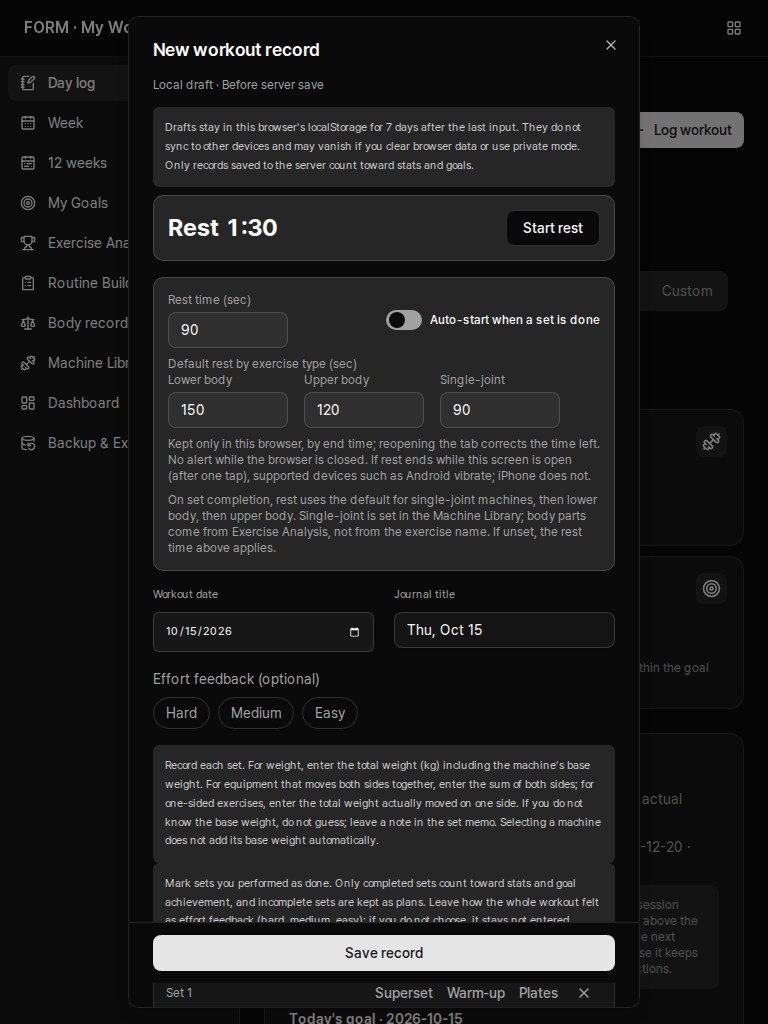 FORM · My Wo
New workout record
Local draft · Before server save
Day log
Week
12 weeks
My Goals
Exercise Ana
Routine Buil
Body record
Machine Libr
Dashboard
Backup & Ex
Log workout
Custom
Drafts stay in this browser's localStorage for 7 days after the last input. They do not
sync to other devices and may vanish if you clear browser data or use private mode.
Only records saved to the server count toward stats and goals.
Rest 1:30
Start rest
Rest time (sec)
90
Auto-start when a set is done
Default rest by exercise type (sec)
Lower body
Upper body
Single-joint
150
120
90
Kept only in this browser, by end time; reopening the tab corrects the time left.
No alert while the browser is closed. If rest ends while this screen is open
(after one tap), supported devices such as Android vibrate; iPhone does not.
On set completion, rest uses the default for single-joint machines, then lower
body, then upper body. Single-joint is set in the Machine Library; body parts
come from Exercise Analysis, not from the exercise name. If unset, the rest
time above applies.
Workout date
Journal title
10/15/2026
Thu, Oct 15
Effort feedback (optional)
Hard
Medium
Easy
thin the goal
Record each set. For weight, enter the total weight (kg) including the machine's base
weight. For equipment that moves both sides together, enter the sum of both sides; for
one-sided exercises, enter the total weight actually moved on one side. If you do not
know the base weight, do not guess; leave a note in the set memo. Selecting a machine
does not add its base weight automatically.
actual
-12-20 ·
Mark sets you performed as done. Only completed sets count toward stats and goal
achievement, and incomplete sets are kept as plans. Leave how the whole workout felt
as effort feedback (hard, medium, easy); if you do not choose, it stays not entered.
session
above the
e next
se it keeps
ctions.
Save record
Set 1
Superset
Warm-up
Plates
Today's goal · 2026-10-15